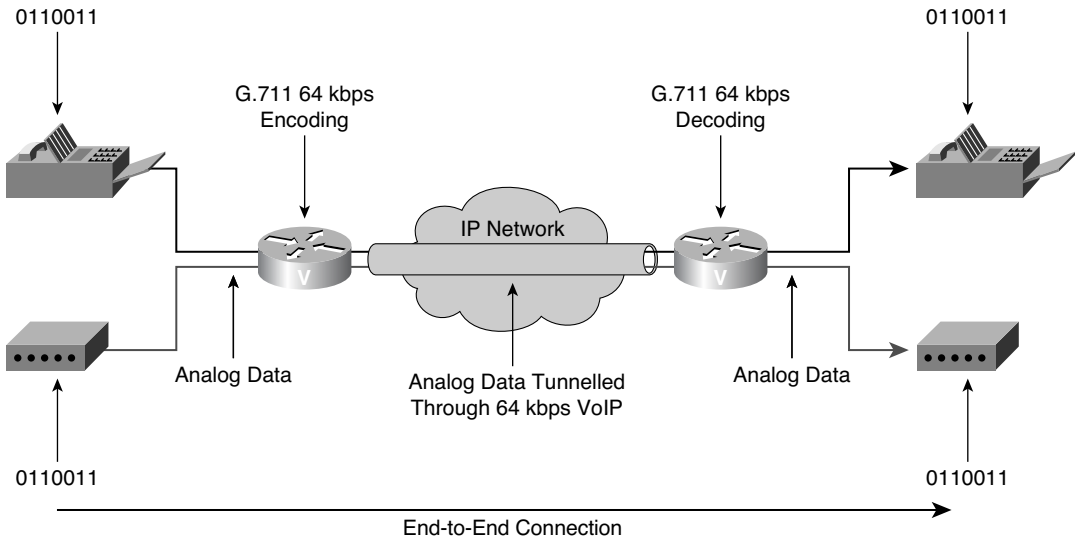 0110011
0110011
G.711 64 kbps
Encoding
G.711 64 kbps
Decoding
IP Network
V
V
Analog Data
Analog Data Tunnelled
Through 64 kbps VoIP
Analog Data
0110011
0110011
End-to-End Connection